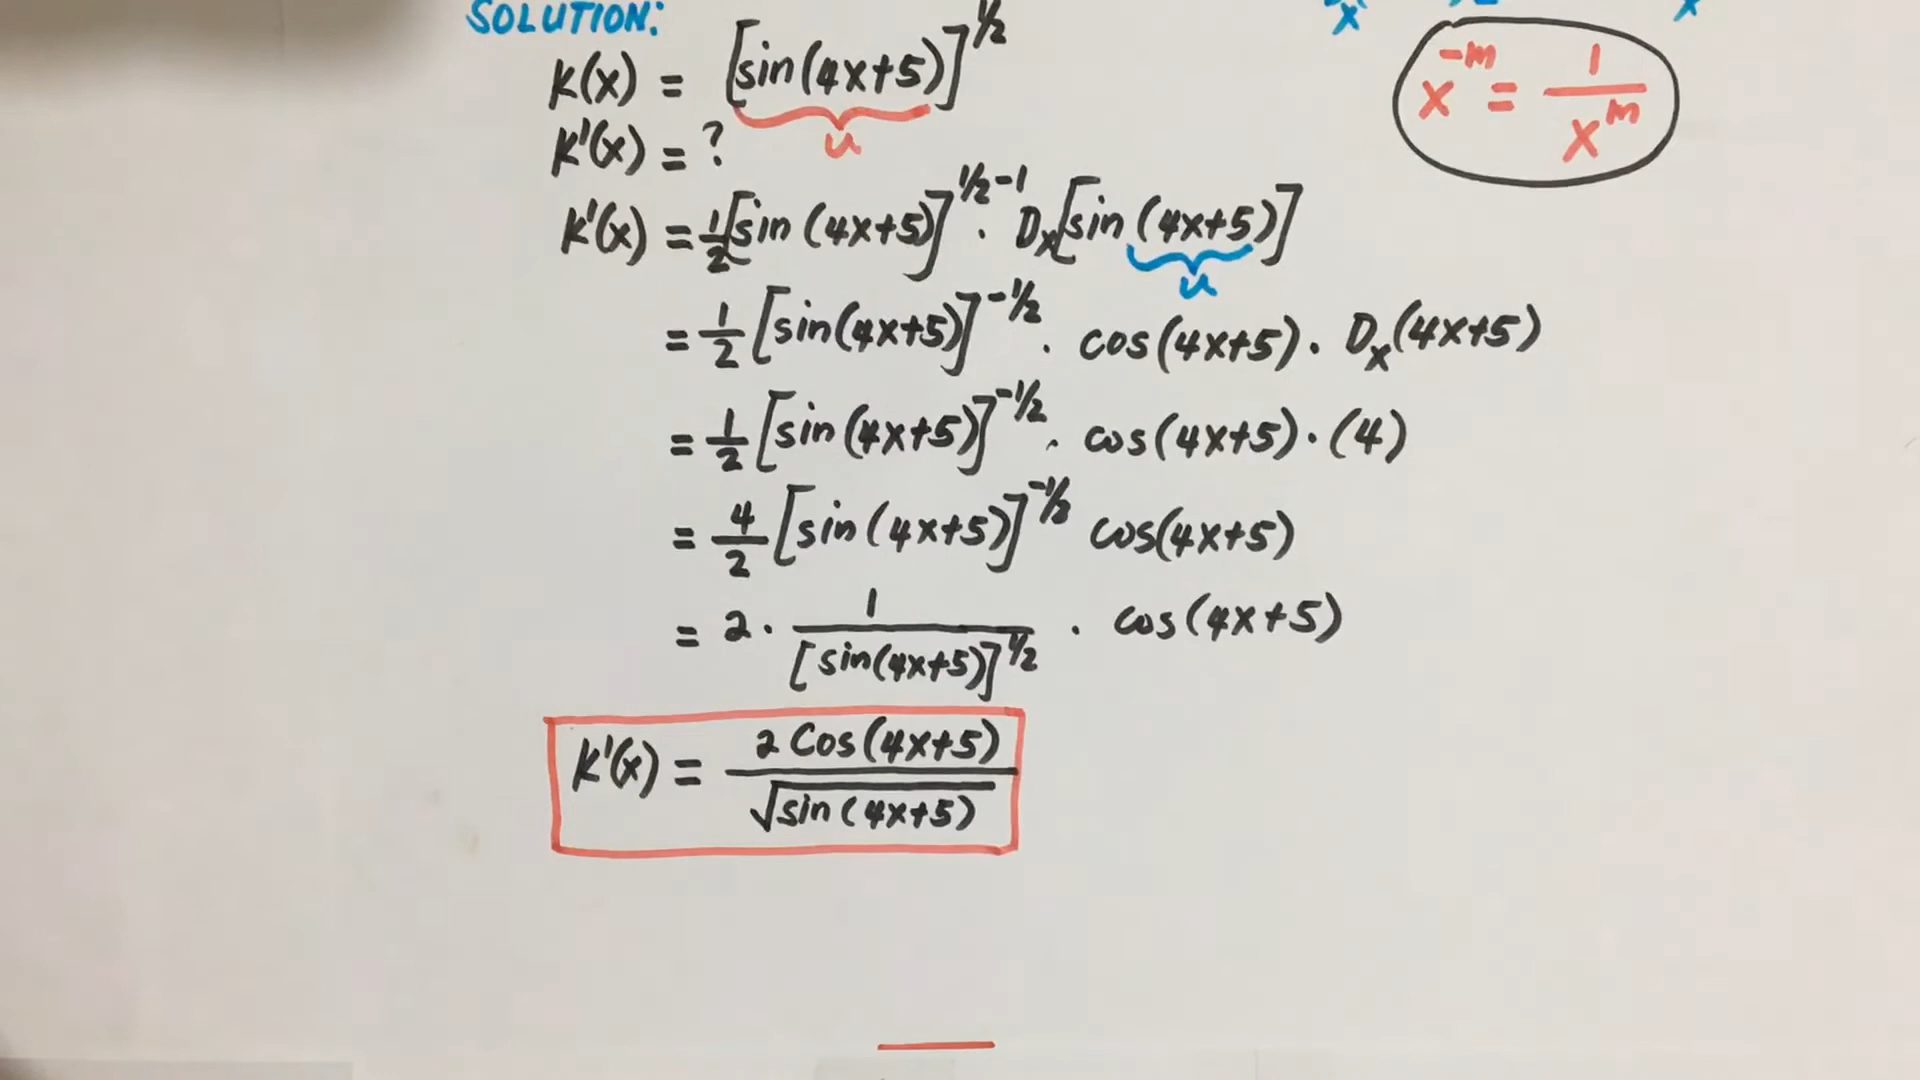 SOLUTION:
K(x) = [sin(4x+5)]^1/2
u
x^-m = 1/x^m
K'(x) = ?
K'(x) = 1/2[sin (4x+5)]^1/2-1 · Dx[sin (4x+5)]
u
= 1/2 [sin(4x+5)]^-1/2 · cos(4x+5) · Dx(4x+5)
= 1/2 [sin(4x+5)]^-1/2 · cos(4x+5) · (4)
= 4/2 [sin(4x+5)]^-1/2 cos(4x+5)
= 2 · 1/[sin(4x+5)]^1/2 · cos(4x+5)
K'(x) = 2 Cos(4x+5)/√sin(4x+5)